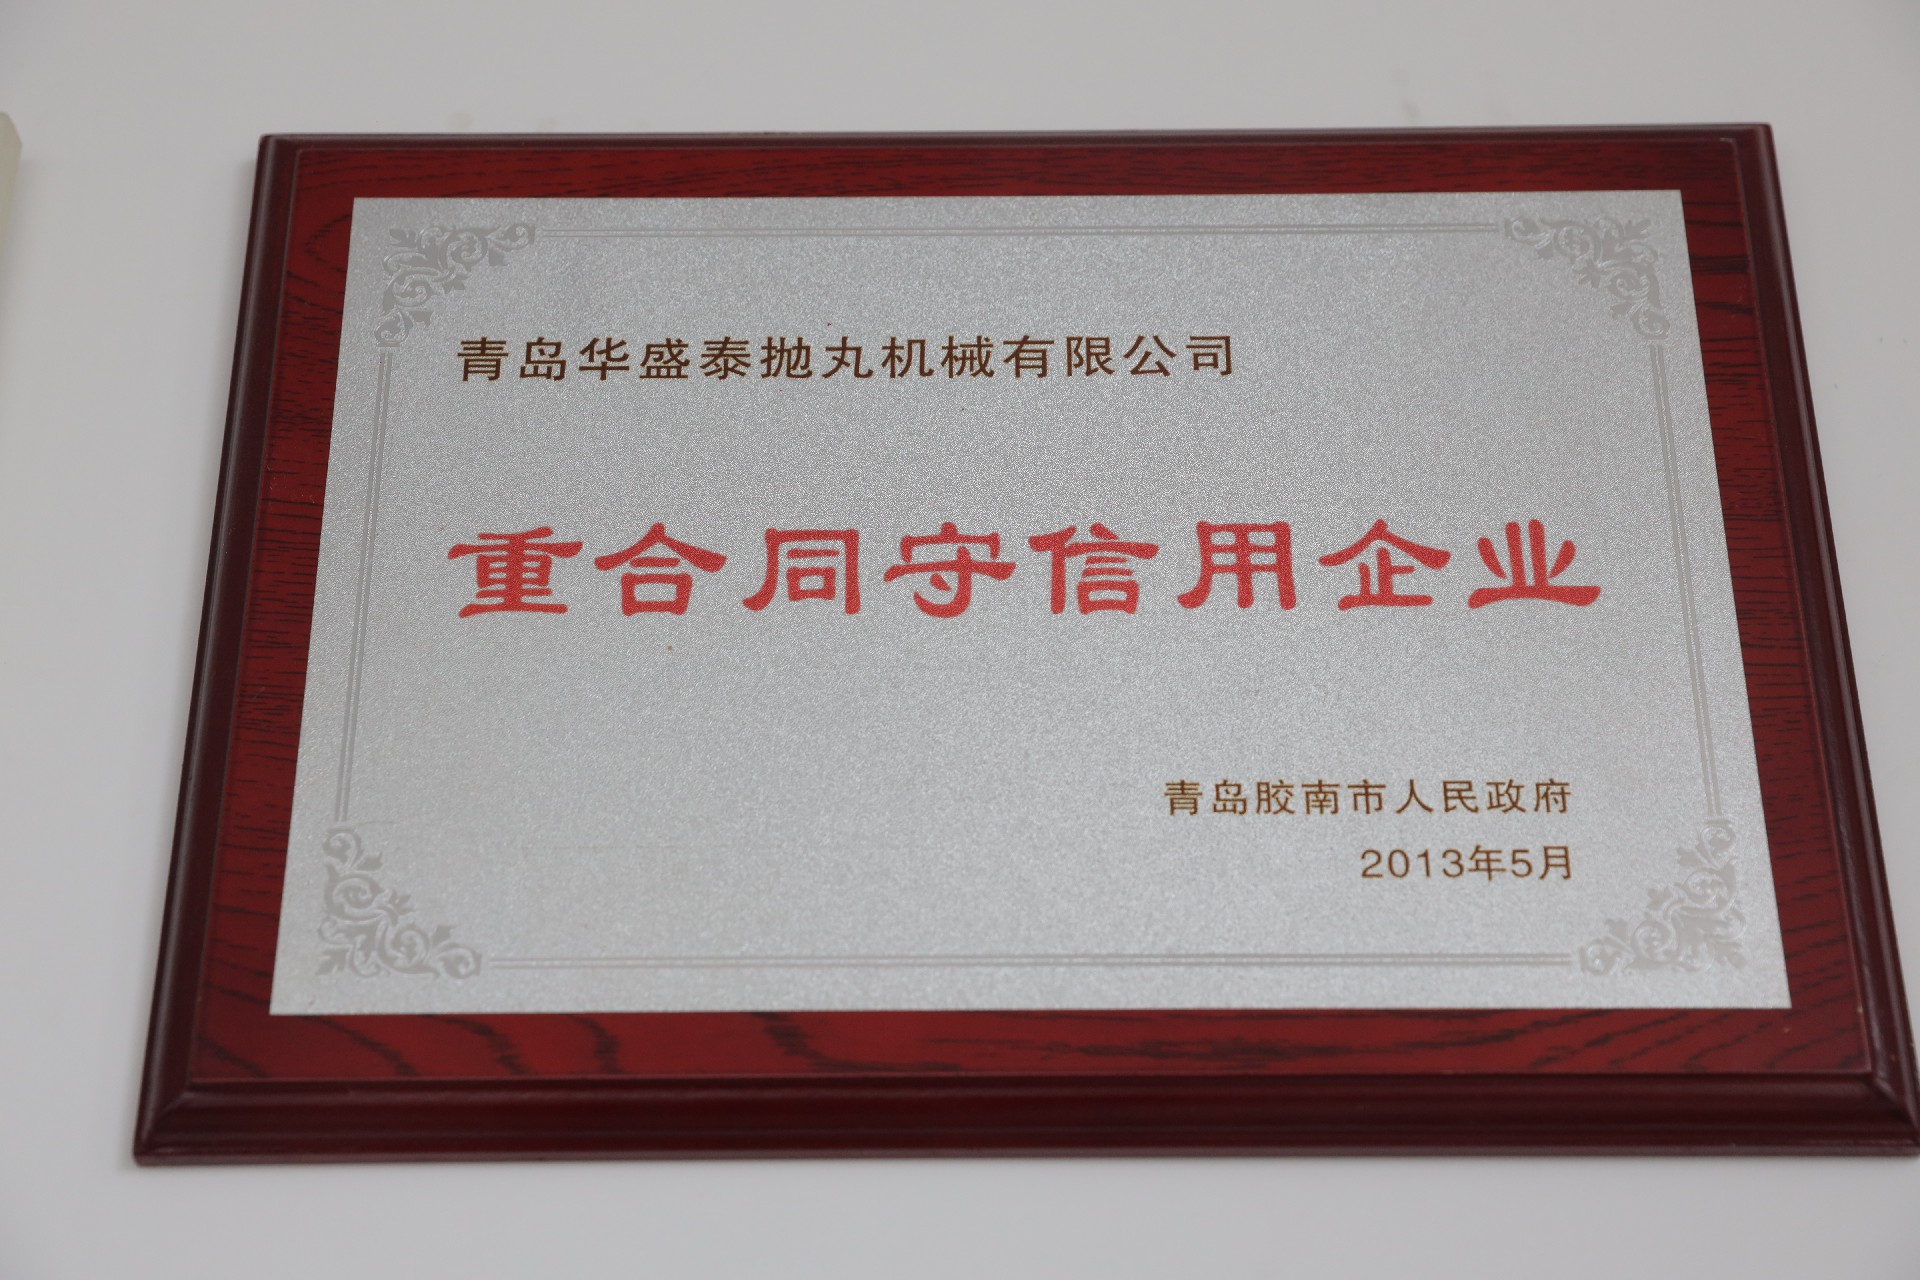 青岛华盛泰抛丸机械有限公司
重合同守信用企业
青岛胶南市人民政府
2013年5月